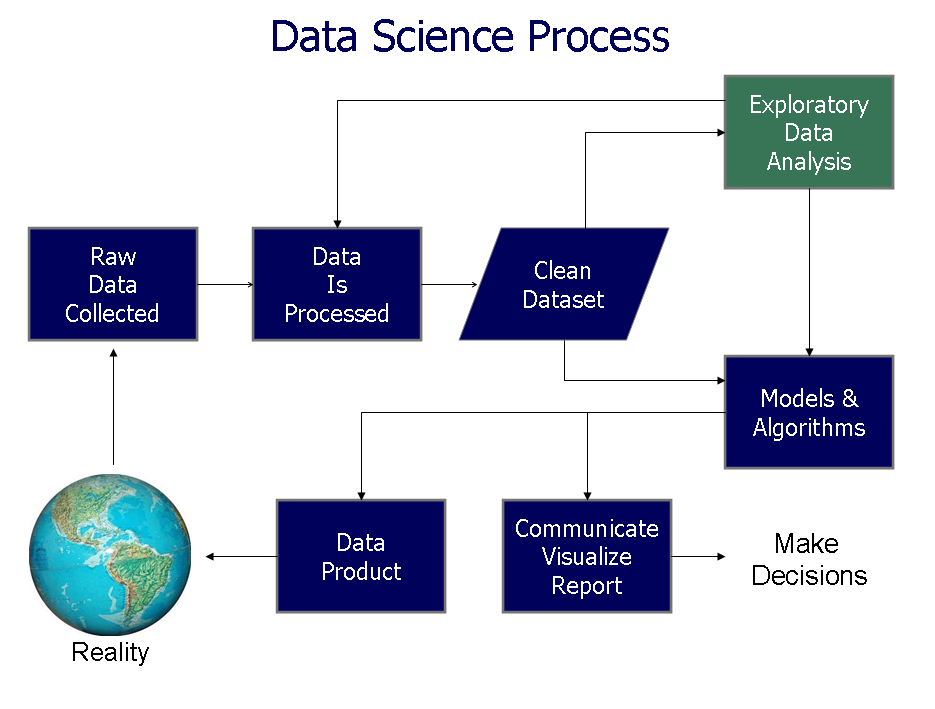 Data Science Process
Exploratory
Data
Analysis
Raw
Data
Collected
Data
Is
Processed
Clean
Dataset
Models &
Algorithms
Data
Product
Communicate
Visualize
Report
Make
Decisions
Reality